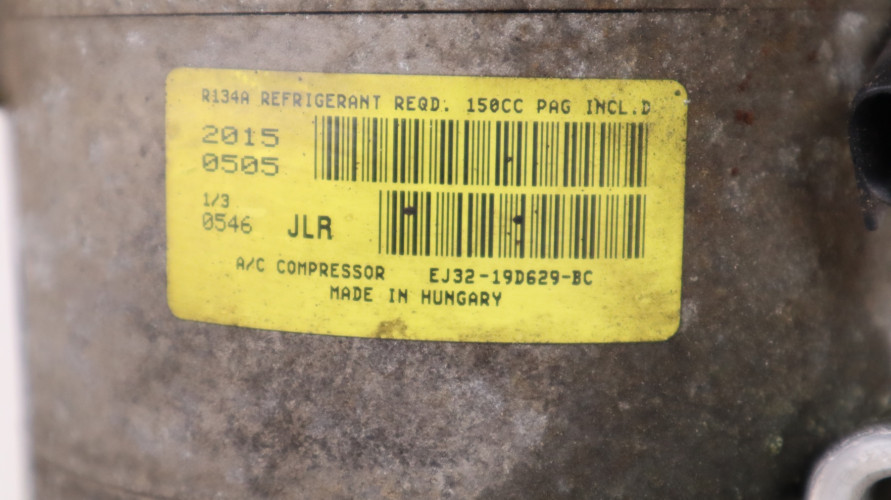 R134A REFRIGERANT REQD. 150CC PAG INCL.D
2015
0505
1/3
0546 JLR
A/C COMPRESSOR EJ32-19D629-BC
MADE IN HUNGARY